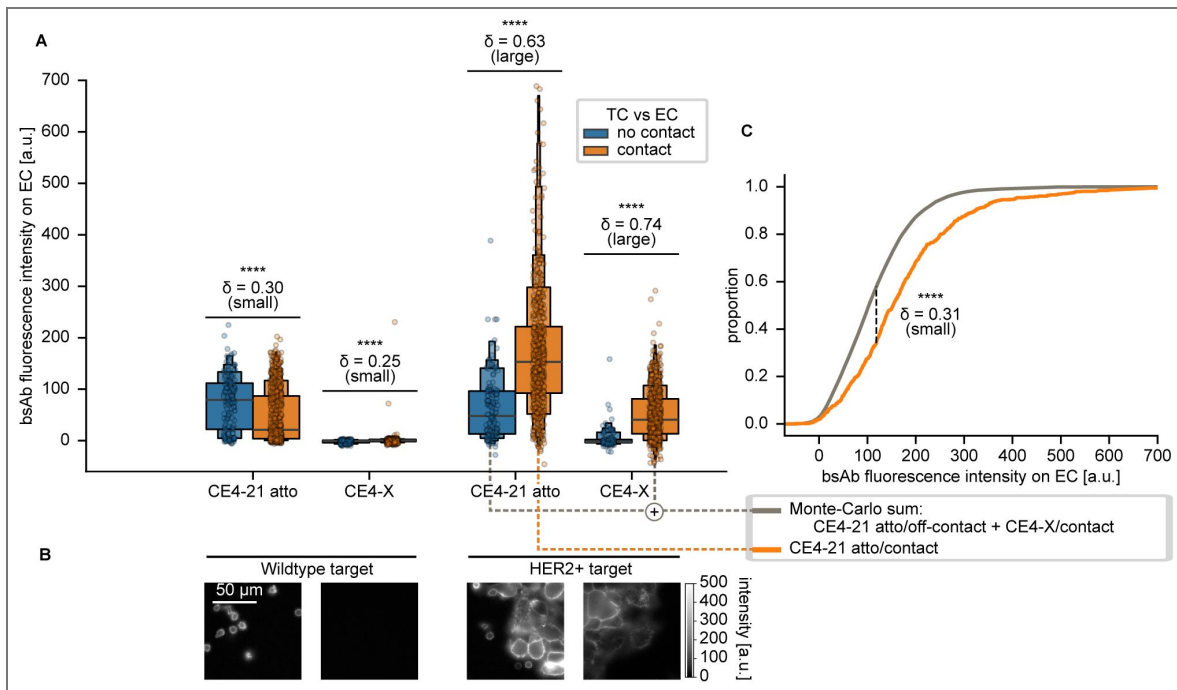 A
****
δ = 0.63
(large)
bsAb fluorescence intensity on EC [a.u.]
700
600
500
400
300
200
100
0
TC vs EC
no contact
contact
****
δ = 0.30
(small)
****
δ = 0.25
(small)
****
δ = 0.74
(large)
CE4-21 atto
CE4-X
CE4-21 atto
CE4-X
+
C
proportion
1.0
0.8
0.6
0.4
0.2
0.0
****
δ = 0.31
(small)
0 100 200 300 400 500 600 700
bsAb fluorescence intensity on EC [a.u.]
Monte-Carlo sum:
CE4-21 atto/off-contact + CE4-X/contact
CE4-21 atto/contact
B
Wildtype target
HER2+ target
50 µm
500
400
300
200
100
0
intensity [a.u.]